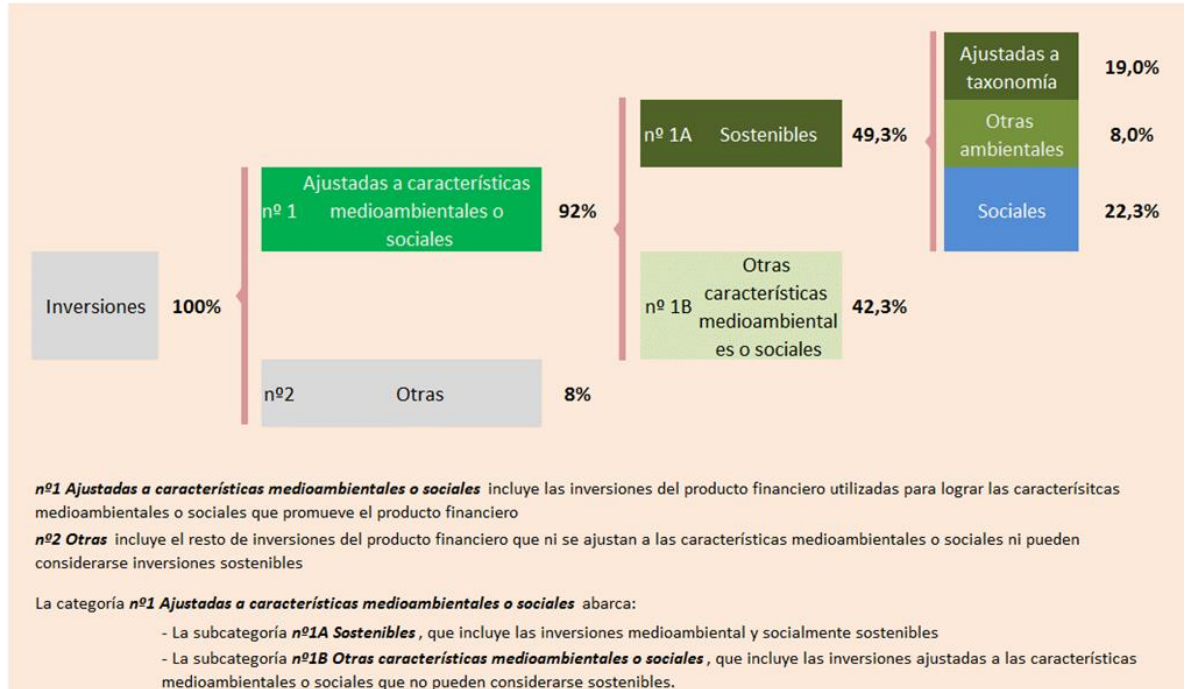 Ajustadas a
taxonomía
19,0%
nº 1A Sostenibles 49,3%
Otras
ambientales
8,0%
Ajustadas a características
nº 1 medioambientales o
sociales
92%
Sociales 22,3%
Inversiones 100%
Otras
características
nº 1B medioambiental
es o sociales
42,3%
nº2 Otras 8%
nº1 Ajustadas a características medioambientales o sociales incluye las inversiones del producto financiero utilizadas para lograr las caracterísitcas
medioambientales o sociales que promueve el producto financiero
nº2 Otras incluye el resto de inversiones del producto financiero que ni se ajustan a las características medioambientales o sociales ni pueden
considerarse inversiones sostenibles
La categoría nº1 Ajustadas a características medioambientales o sociales abarca:
- La subcategoría nº1A Sostenibles, que incluye las inversiones medioambiental y socialmente sostenibles
- La subcategoría nº1B Otras características medioambientales o sociales, que incluye las inversiones ajustadas a las características
medioambientales o sociales que no pueden considerarse sostenibles.